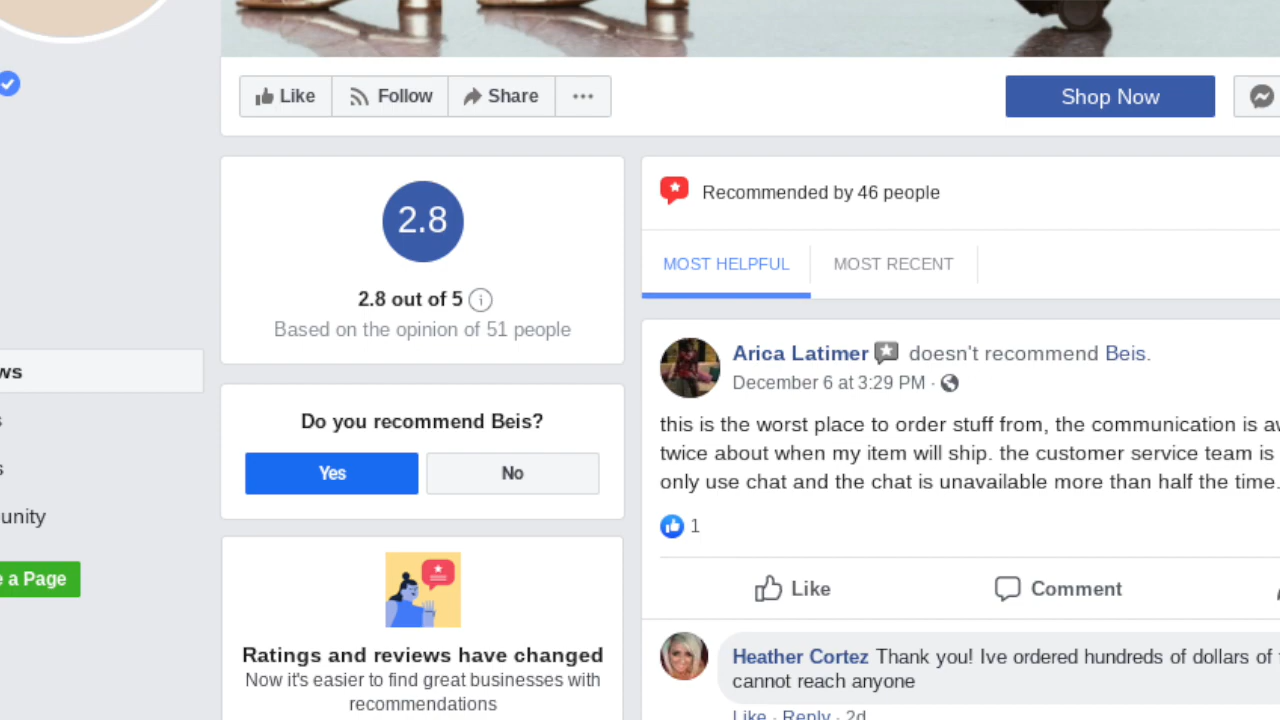 Like Follow Share
Shop Now
2.8
2.8 out of 5
Based on the opinion of 51 people
Do you recommend Beis?
Yes No
Ratings and reviews have changed
Now it's easier to find great businesses with
recommendations
a Page
Recommended by 46 people
MOST HELPFUL MOST RECENT
Arica Latimer doesn't recommend Beis.
December 6 at 3:29 PM ·
this is the worst place to order stuff from, the communication is
twice about when my item will ship. the customer service team is
only use chat and the chat is unavailable more than half the time.
1
Like Comment
Heather Cortez Thank you! Ive ordered hundreds of dollars of
cannot reach anyone
Like · Reply · 2d